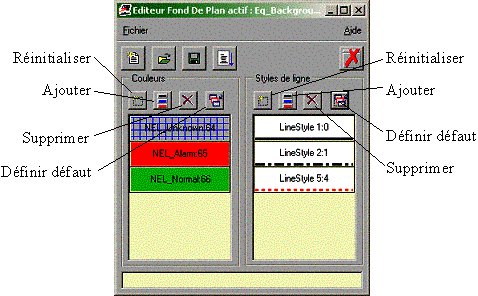 Editeur Fond De Plan actif : Eq_Backgrou...
Fichier Aide
Réinitialiser Couleurs Styles de ligne Réinitialiser
Ajouter Ajouter
Supprimer NEL_Unknown:64 LineStyle 1:0 Définir défaut
Définir défaut NEL_Alarm:65 LineStyle 2:1 Supprimer
NEL_Normal:66 LineStyle 5:4